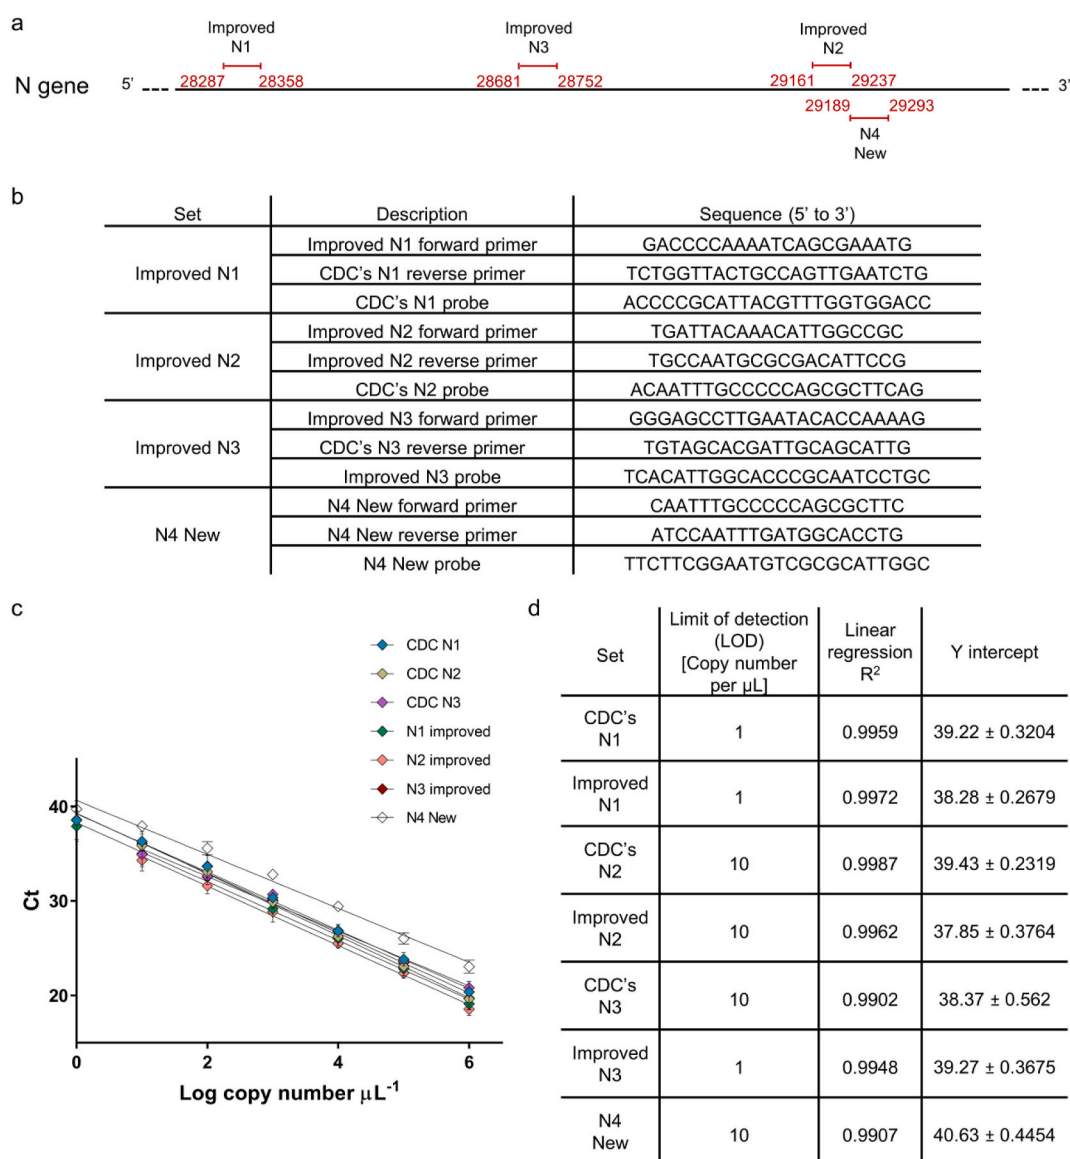 a
Improved
N1
Improved
N3
Improved
N2
28287 28358
28681 28752
29161 29237
N gene 5' 3'
29189 29293
N4
New
b
Set Description Sequence (5' to 3')
Improved N1 forward primer GACCCCAAAATCAGCGAAATG
Improved N1 CDC's N1 reverse primer TCTGGTTACTGCCAGTTGAATCTG
CDC's N1 probe ACCCCGCATTACGTTTGGTGGACC
Improved N2 forward primer TGATTACAAACATTGGCCGC
Improved N2 Improved N2 reverse primer TGCCAATGCGCGACATTCCG
CDC's N2 probe ACAATTTGCCCCCAGCGCTTCAG
Improved N3 forward primer GGGAGCCTTGAATACACCAAAAG
Improved N3 CDC's N3 reverse primer TGTAGCACGATTGCAGCATTG
Improved N3 probe TCACATTGGCACCCGCAATCCTGC
N4 New forward primer CAATTTGCCCCCAGCGCTTC
N4 New N4 New reverse primer ATCCAATTTGATGGCACCTG
N4 New probe TTCTTCGGAATGTCGCGCATTGGC
c
CDC N1
CDC N2
CDC N3
N1 improved
N2 improved
N3 improved
N4 New
40
30
20
Ct
0 2 4 6
Log copy number µL-1
d
Set
Limit of detection
(LOD)
[Copy number
per µL]
Linear
regression
R2
Y intercept
CDC's
N1
1 0.9959 39.22 ± 0.3204
Improved
N1
1 0.9972 38.28 ± 0.2679
CDC's
N2
10 0.9987 39.43 ± 0.2319
Improved
N2
10 0.9962 37.85 ± 0.3764
CDC's
N3
10 0.9902 38.37 ± 0.562
Improved
N3
1 0.9948 39.27 ± 0.3675
N4
New
10 0.9907 40.63 ± 0.4454